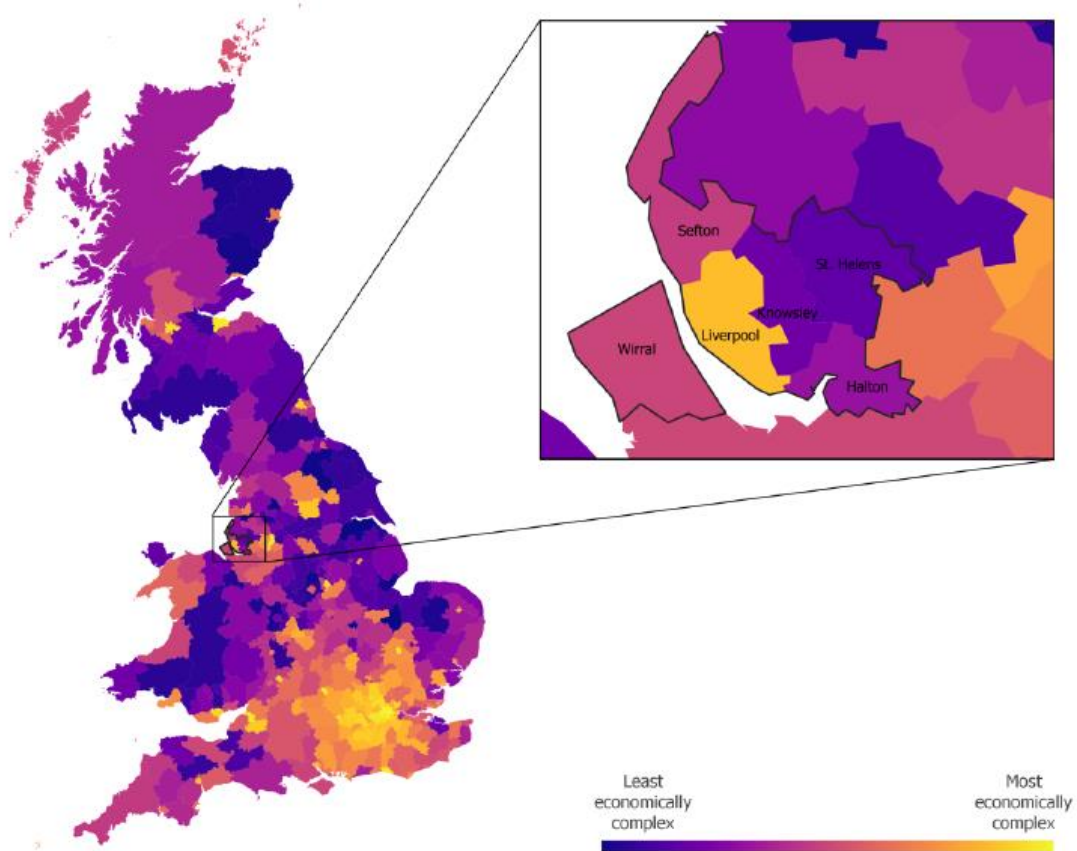 Sefton
St. Helens
Knowsley
Liverpool
Wirral
Halton
Least
economically
complex
Most
economically
complex